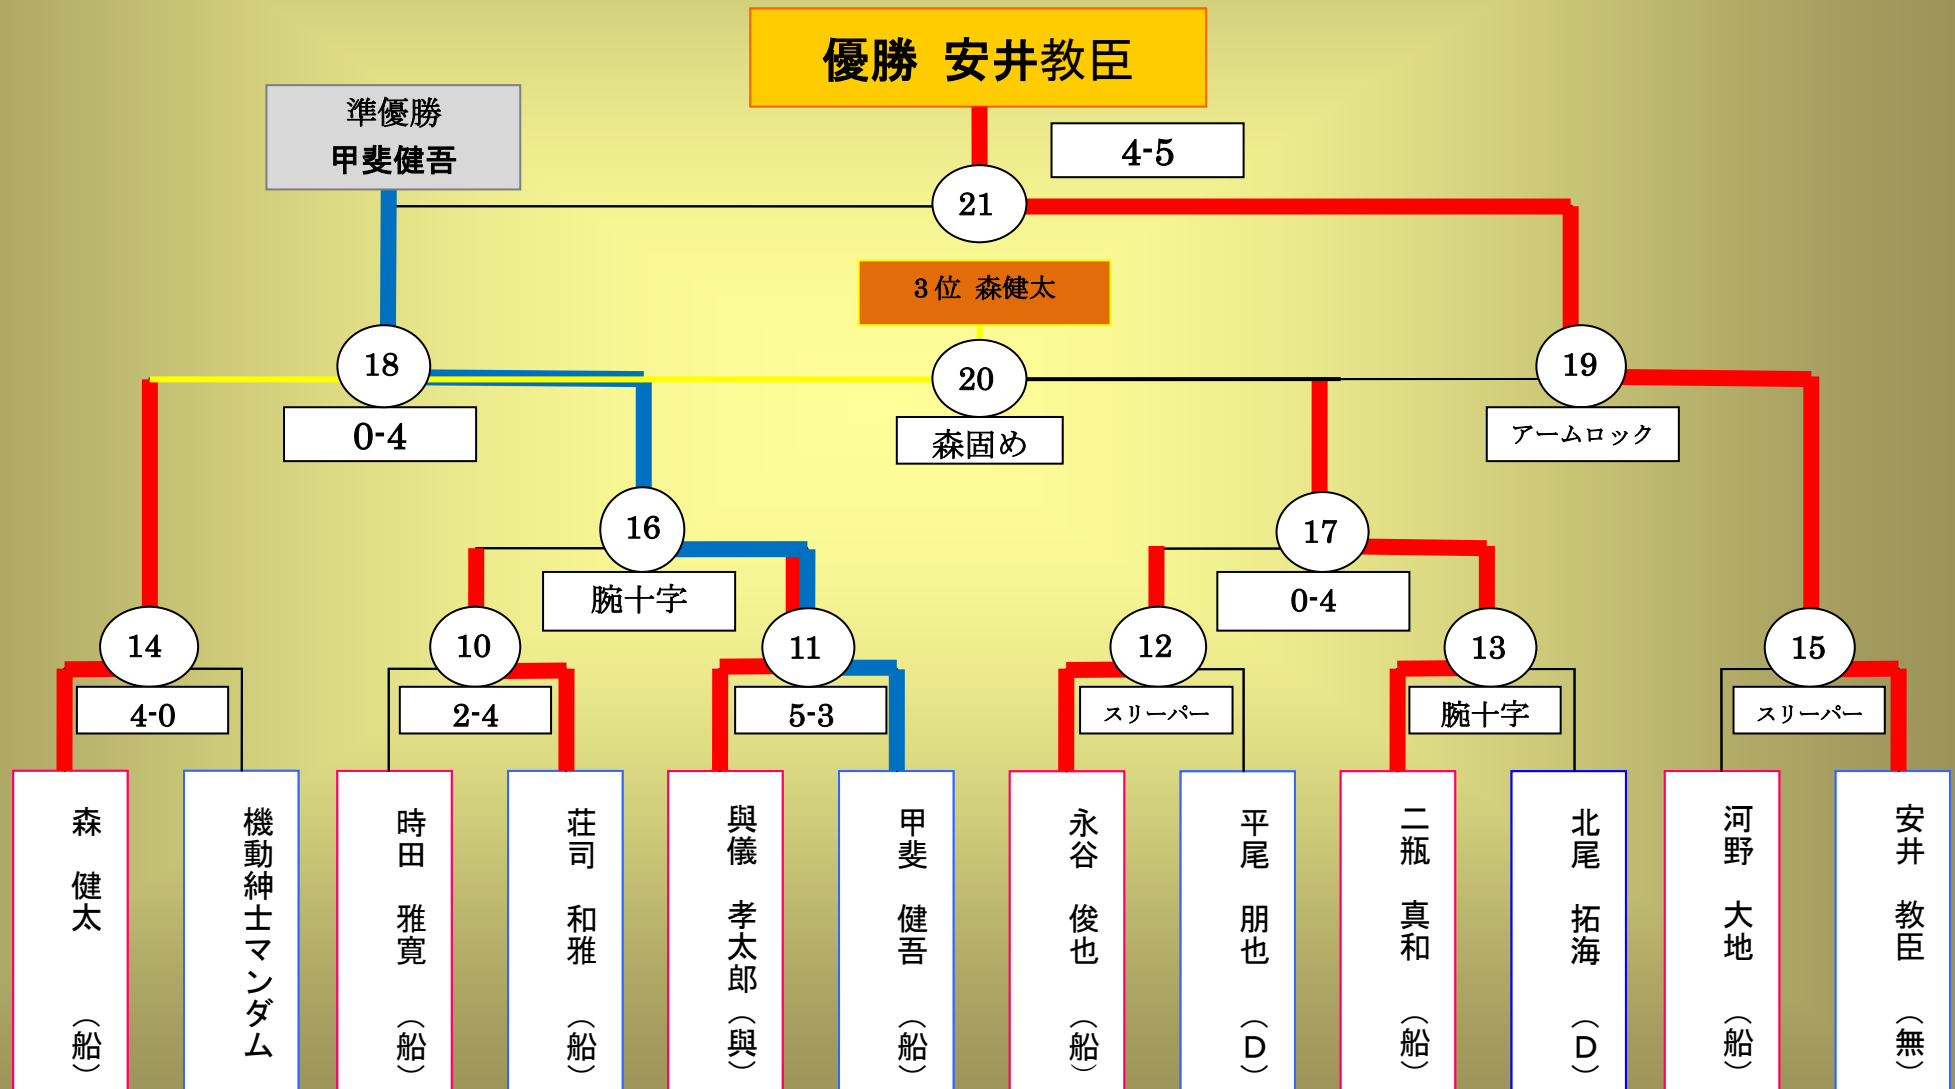 優勝 安井教臣
準優勝
甲斐健吾
4-5
21
3位 森健太
18
20
19
0-4
森固め
アームロック
16
17
腕十字
0-4
14
10
11
12
13
15
4-0
2-4
5-3
スリーパー
腕十字
スリーパー
森 健太 (船)
機動紳士マンダム
時田 雅寛 (船)
荘司 和雅 (船)
與儀 孝太郎 (與)
甲斐 健吾 (船)
永谷 俊也 (船)
平尾 朋也 (D)
二瓶 真和 (船)
北尾 拓海 (D)
河野 大地 (船)
安井 教臣 (無)